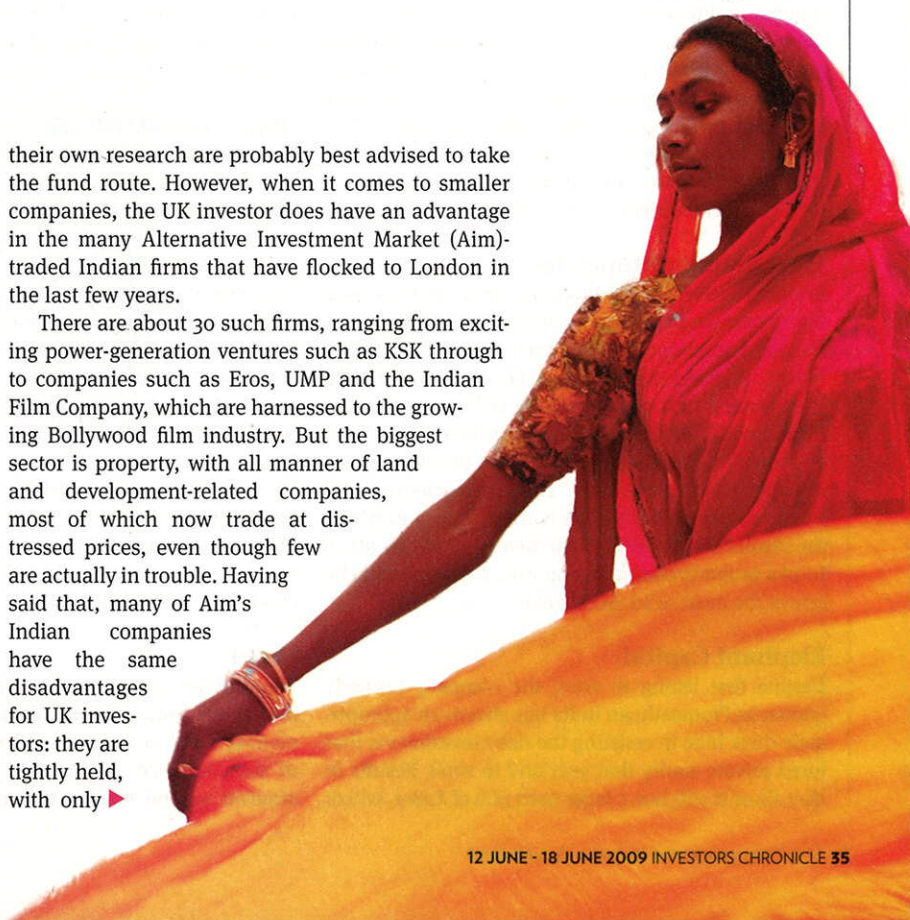 their own research are probably best advised to take
the fund route. However, when it comes to smaller
companies, the UK investor does have an advantage
in the many Alternative Investment Market (Aim)-
traded Indian firms that have flocked to London in
the last few years.
There are about 30 such firms, ranging from excit-
ing power-generation ventures such as KSK through
to companies such as Eros, UMP and the Indian
Film Company, which are harnessed to the grow-
ing Bollywood film industry. But the biggest
sector is property, with all manner of land
and development-related companies,
most of which now trade at dis-
tressed prices, even though few
are actually in trouble. Having
said that, many of Aim's
Indian companies
have the same
disadvantages
for UK inves-
tors: they are
tightly held,
with only ▶
12 JUNE - 18 JUNE 2009 INVESTORS CHRONICLE 35